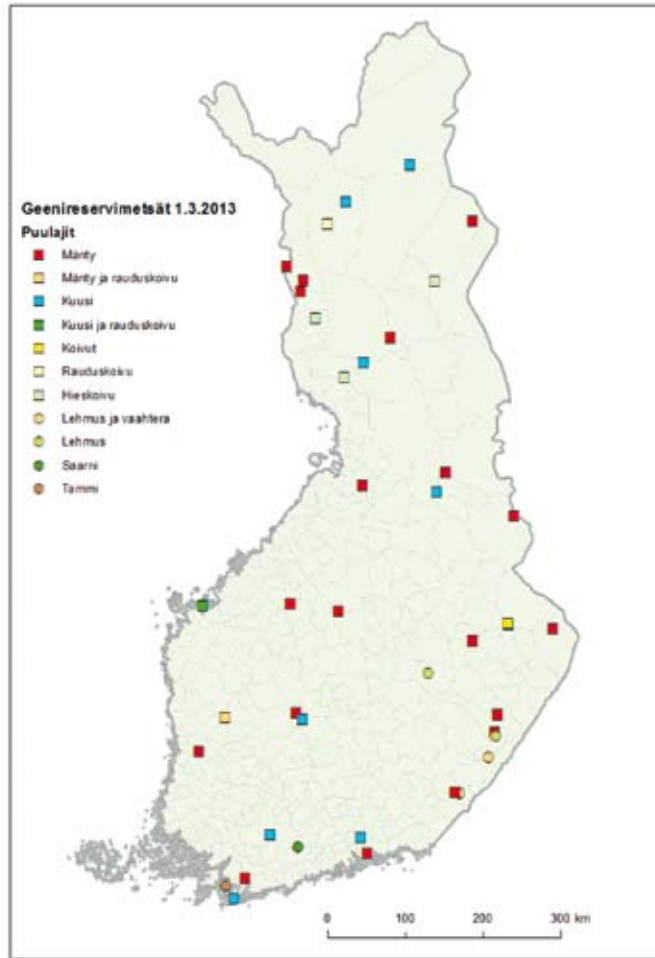 Geenireservimetsät 1.3.2013
Puulajit
Mänty
Mänty ja rauduskoivu
Kuusi
Kuusi ja rauduskoivu
Koivut
Rauduskoivu
Hieskoivu
Lehmus ja vaahtera
Lehmus
Saarni
Tammi
0 100 200 300 km